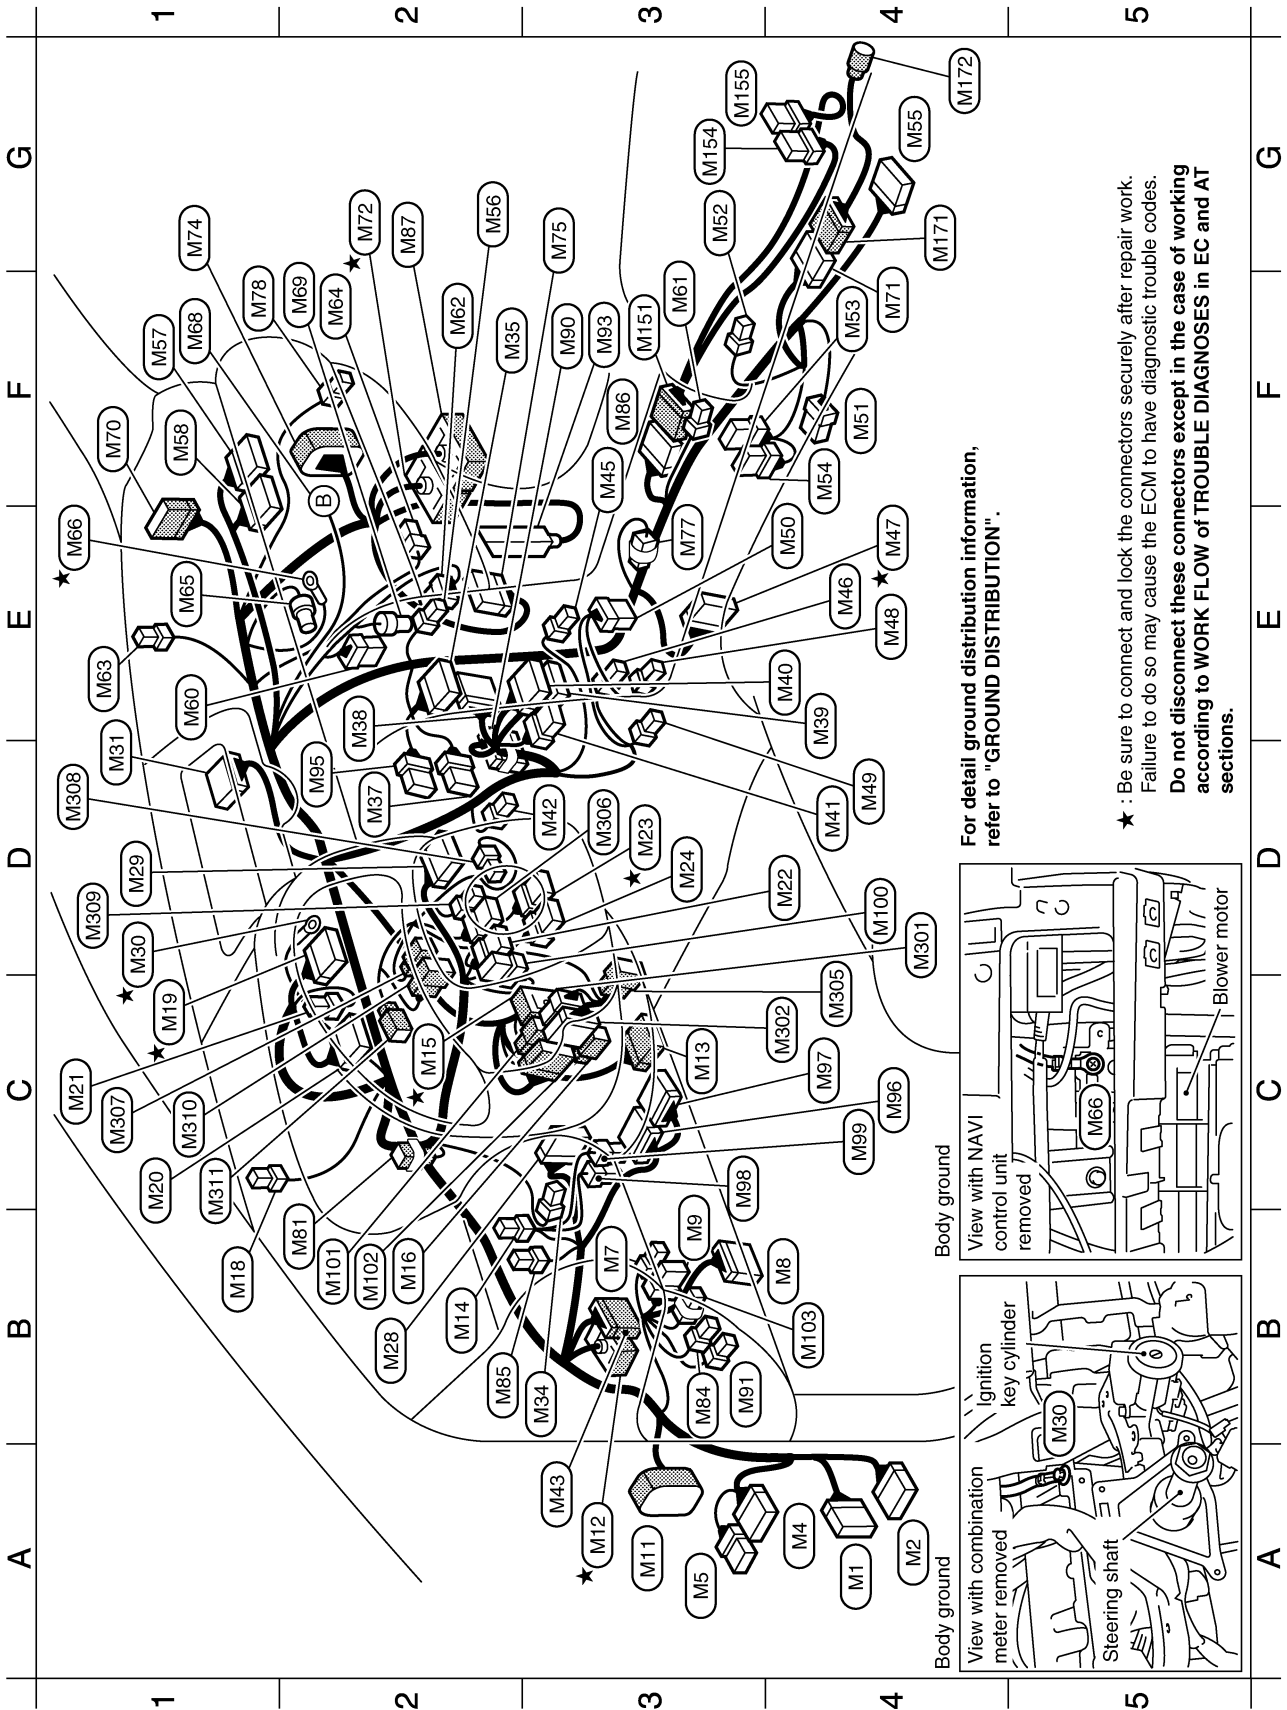 1
2
3
4
5
G
F
E
D
C
B
A
M155
M154
M172
M55
M52
M171
M71
M61
M151
M53
M51
M54
M74
M72
★
M87
M56
M75
M78
M69
M64
M62
M35
M90
M93
M86
M57
M68
M58
M70
B
M45
M77
M50
M47
★
M46
M48
M66
★
M65
M63
M60
M31
M38
M40
M39
M49
M41
M308
M95
M37
M42
M306
M23
★
M24
M22
M29
M309
M30
★
M19
★
M100
M301
M305
M302
M21
M307
M310
M20
M311
M15
★
M13
M97
M96
M99
M98
M18
M81
M101
M102
M16
M28
M14
M85
M34
M7
M9
M8
M103
M84
M91
M43
M12
★
M11
M5
M4
M1
M2
For detail ground distribution information,
refer to "GROUND DISTRIBUTION".
★ : Be sure to connect and lock the connectors securely after repair work.
Failure to do so may cause the ECM to have diagnostic trouble codes.
Do not disconnect these connectors except in the case of working
according to WORK FLOW of TROUBLE DIAGNOSES in EC and AT
sections.
Body ground
View with combination
meter removed
M30
Ignition
key cylinder
Steering shaft
Body ground
View with NAVI
control unit
removed
M66
Blower motor
1
2
3
4
5
A
B
C
D
E
F
G